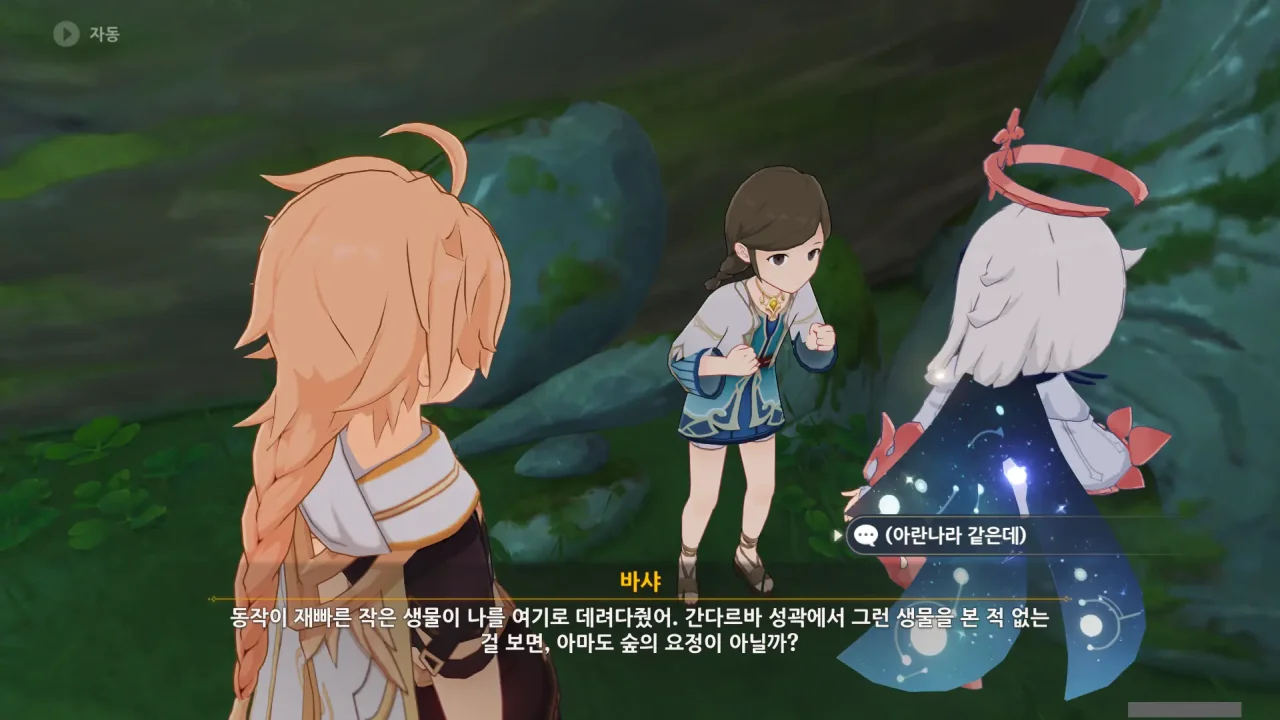 자동
(아란나라 같은데)
바샤
동작이 재빠른 작은 생물이 나를 여기로 데려다줬어. 간다르바 성곽에서 그런 생물을 본 적 없는
걸 보면, 아마도 숲의 요정이 아닐까?